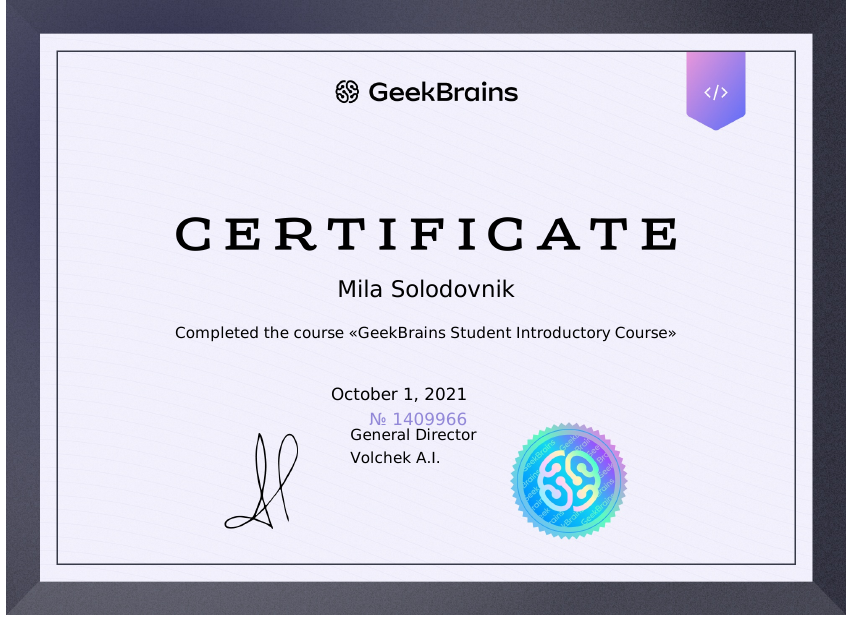 GeekBrains
</>
CERTIFICATE
Mila Solodovnik
Completed the course «GeekBrains Student Introductory Course»
October 1, 2021
№ 1409966
General Director
Volchek A.I.